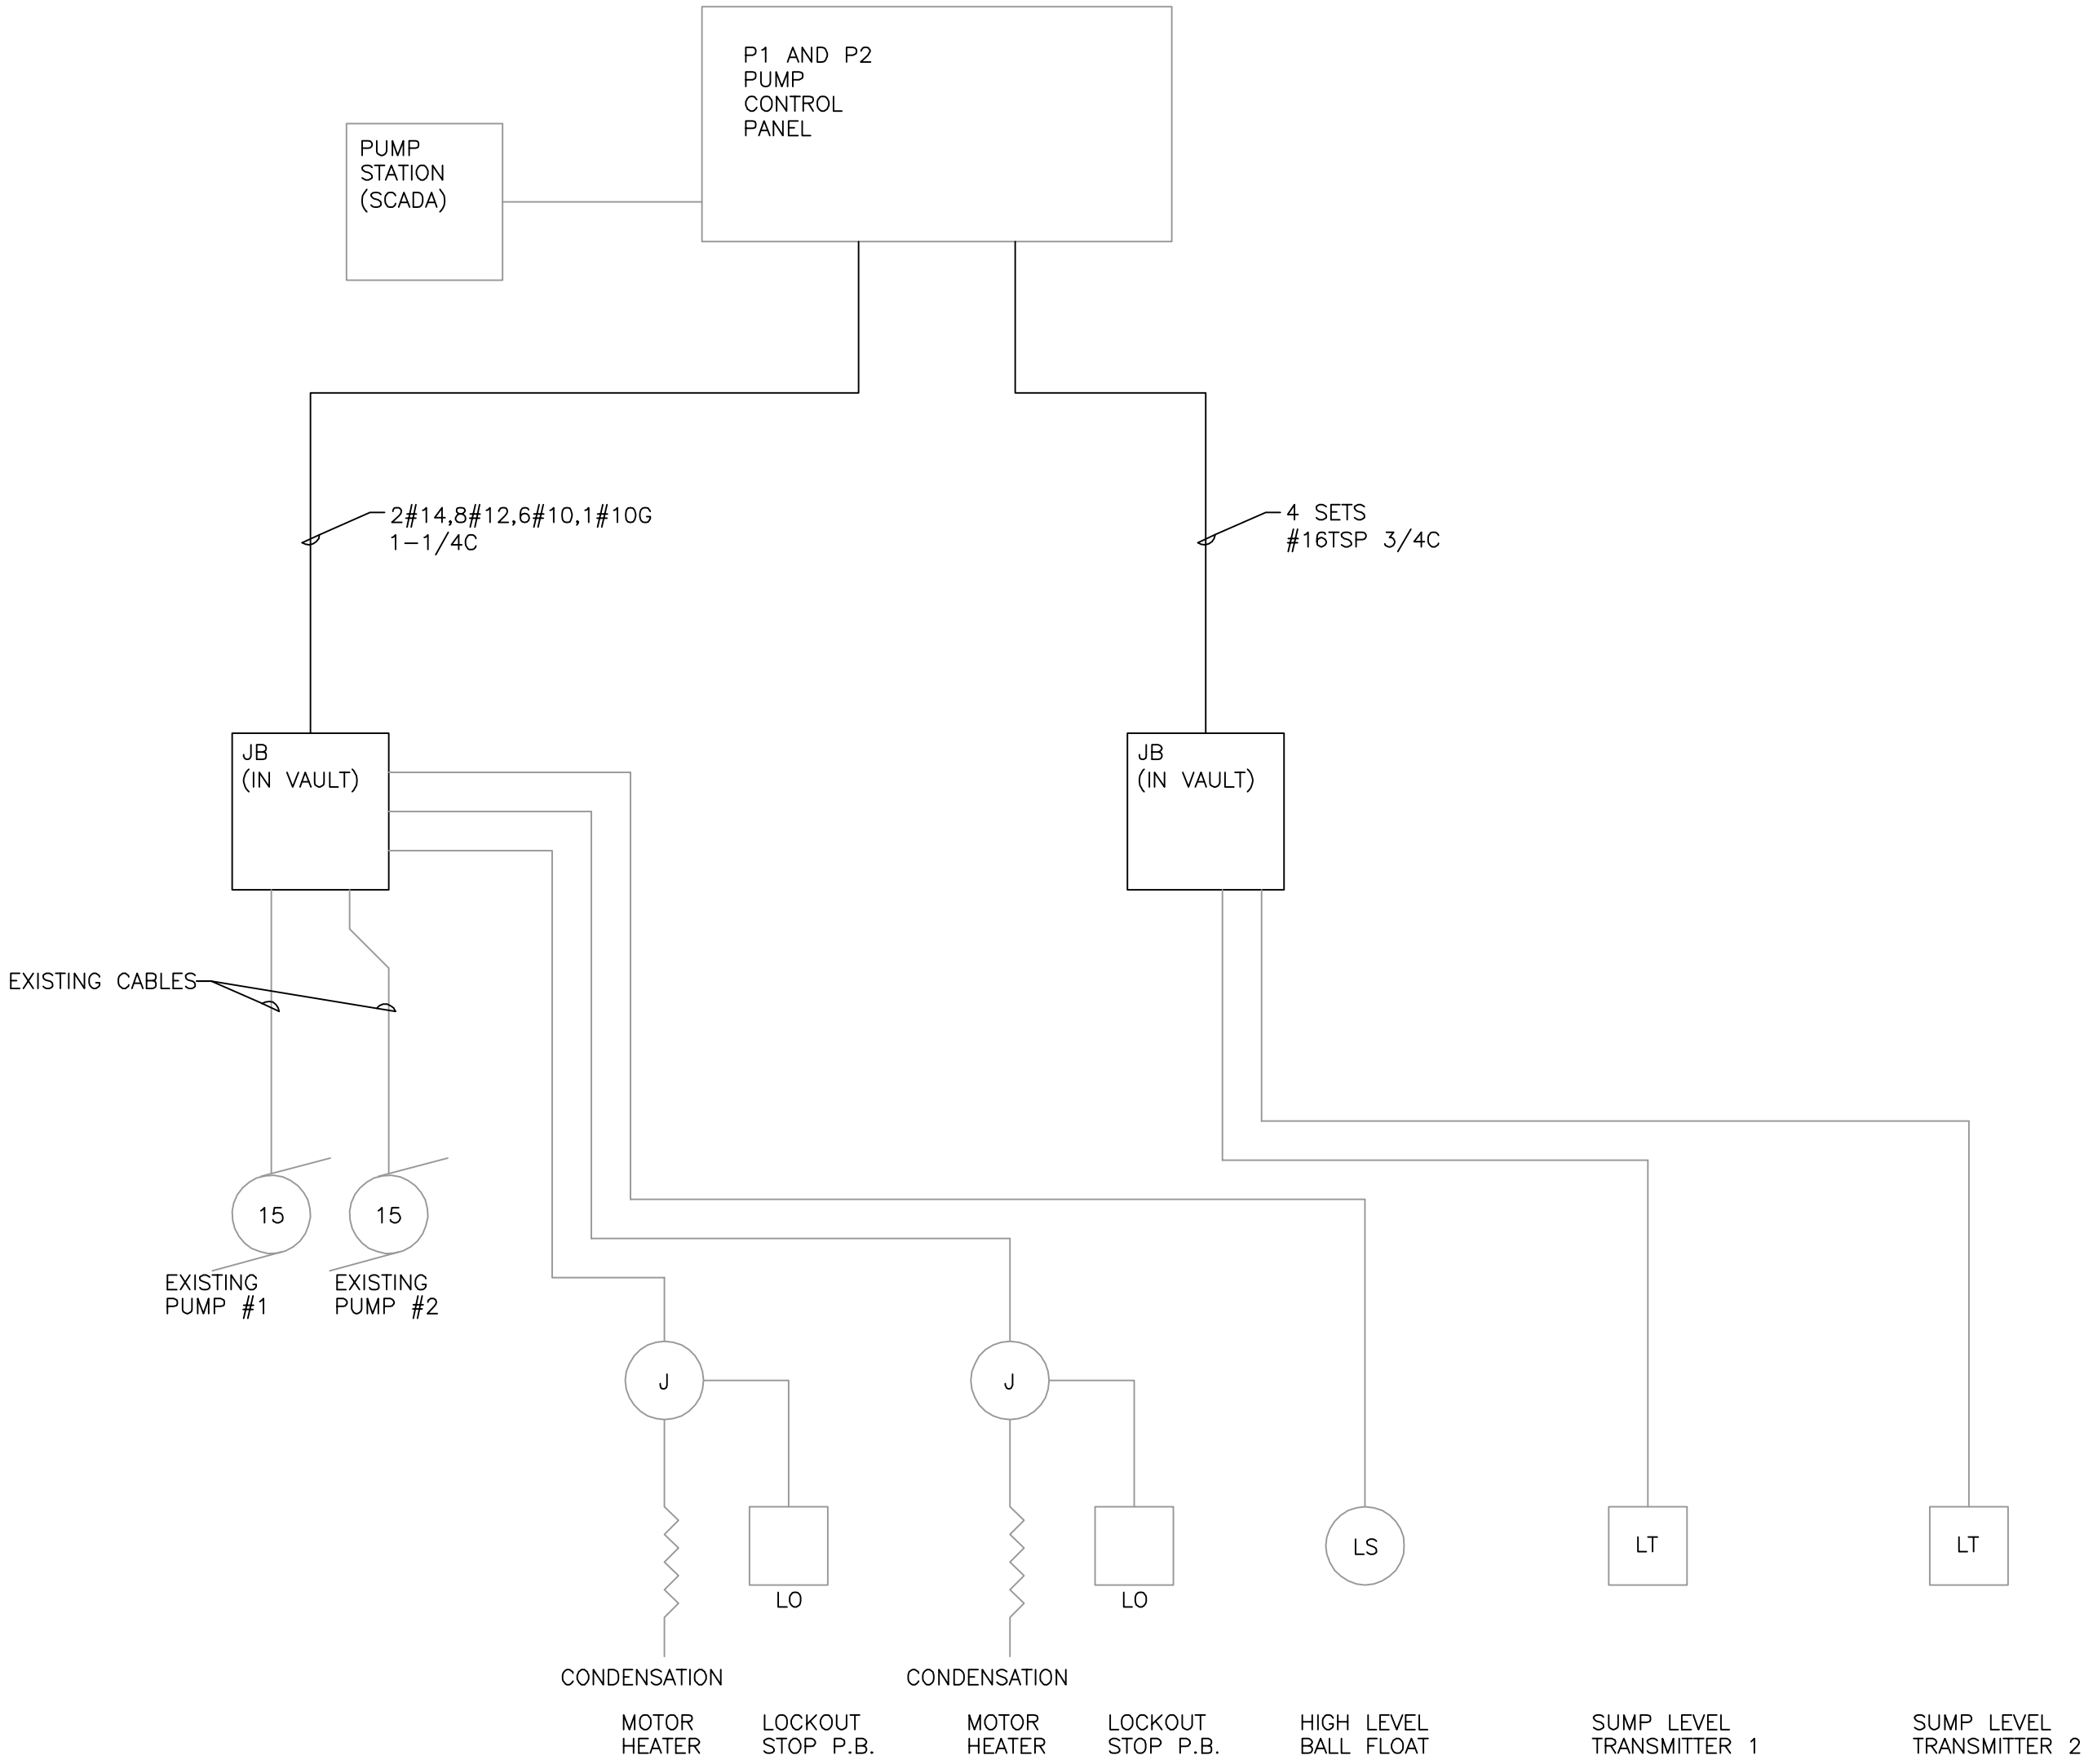 P1 AND P2
PUMP
CONTROL
PANEL
PUMP
STATION
(SCADA)
2#14,8#12,6#10,1#10G
1-1/4C
4 SETS
#16TSP 3/4C
JB
(IN VAULT)
JB
(IN VAULT)
EXISTING CABLES
15
15
EXISTING
PUMP #1
EXISTING
PUMP #2
J
J
LS
LT
LT
LO
LO
CONDENSATION
MOTOR
HEATER
LOCKOUT
STOP P.B.
CONDENSATION
MOTOR
HEATER
LOCKOUT
STOP P.B.
HIGH LEVEL
BALL FLOAT
SUMP LEVEL
TRANSMITTER 1
SUMP LEVEL
TRANSMITTER 2